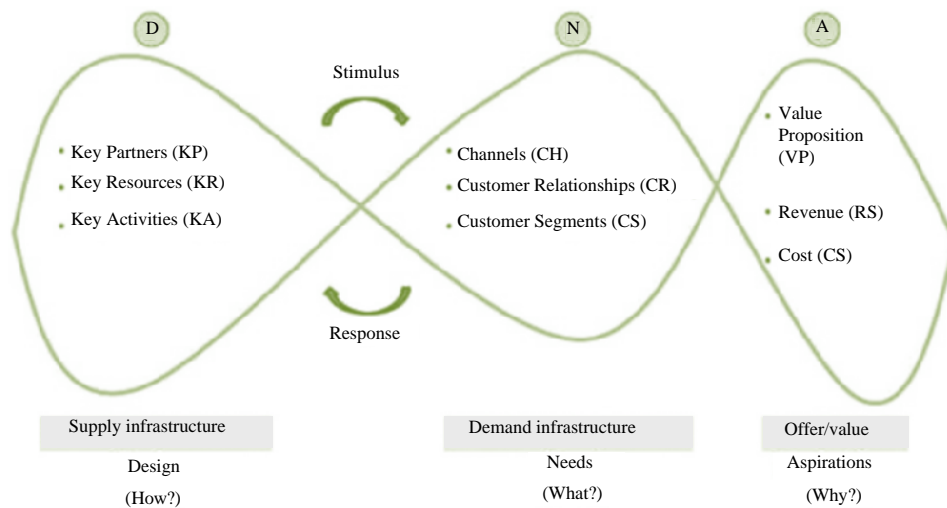 D
N
A
Stimulus
Key Partners (KP)
Key Resources (KR)
Key Activities (KA)
Channels (CH)
Customer Relationships (CR)
Customer Segments (CS)
Value
Proposition
(VP)
Revenue (RS)
Cost (CS)
Response
Supply infrastructure
Design
(How?)
Demand infrastructure
Needs
(What?)
Offer/value
Aspirations
(Why?)